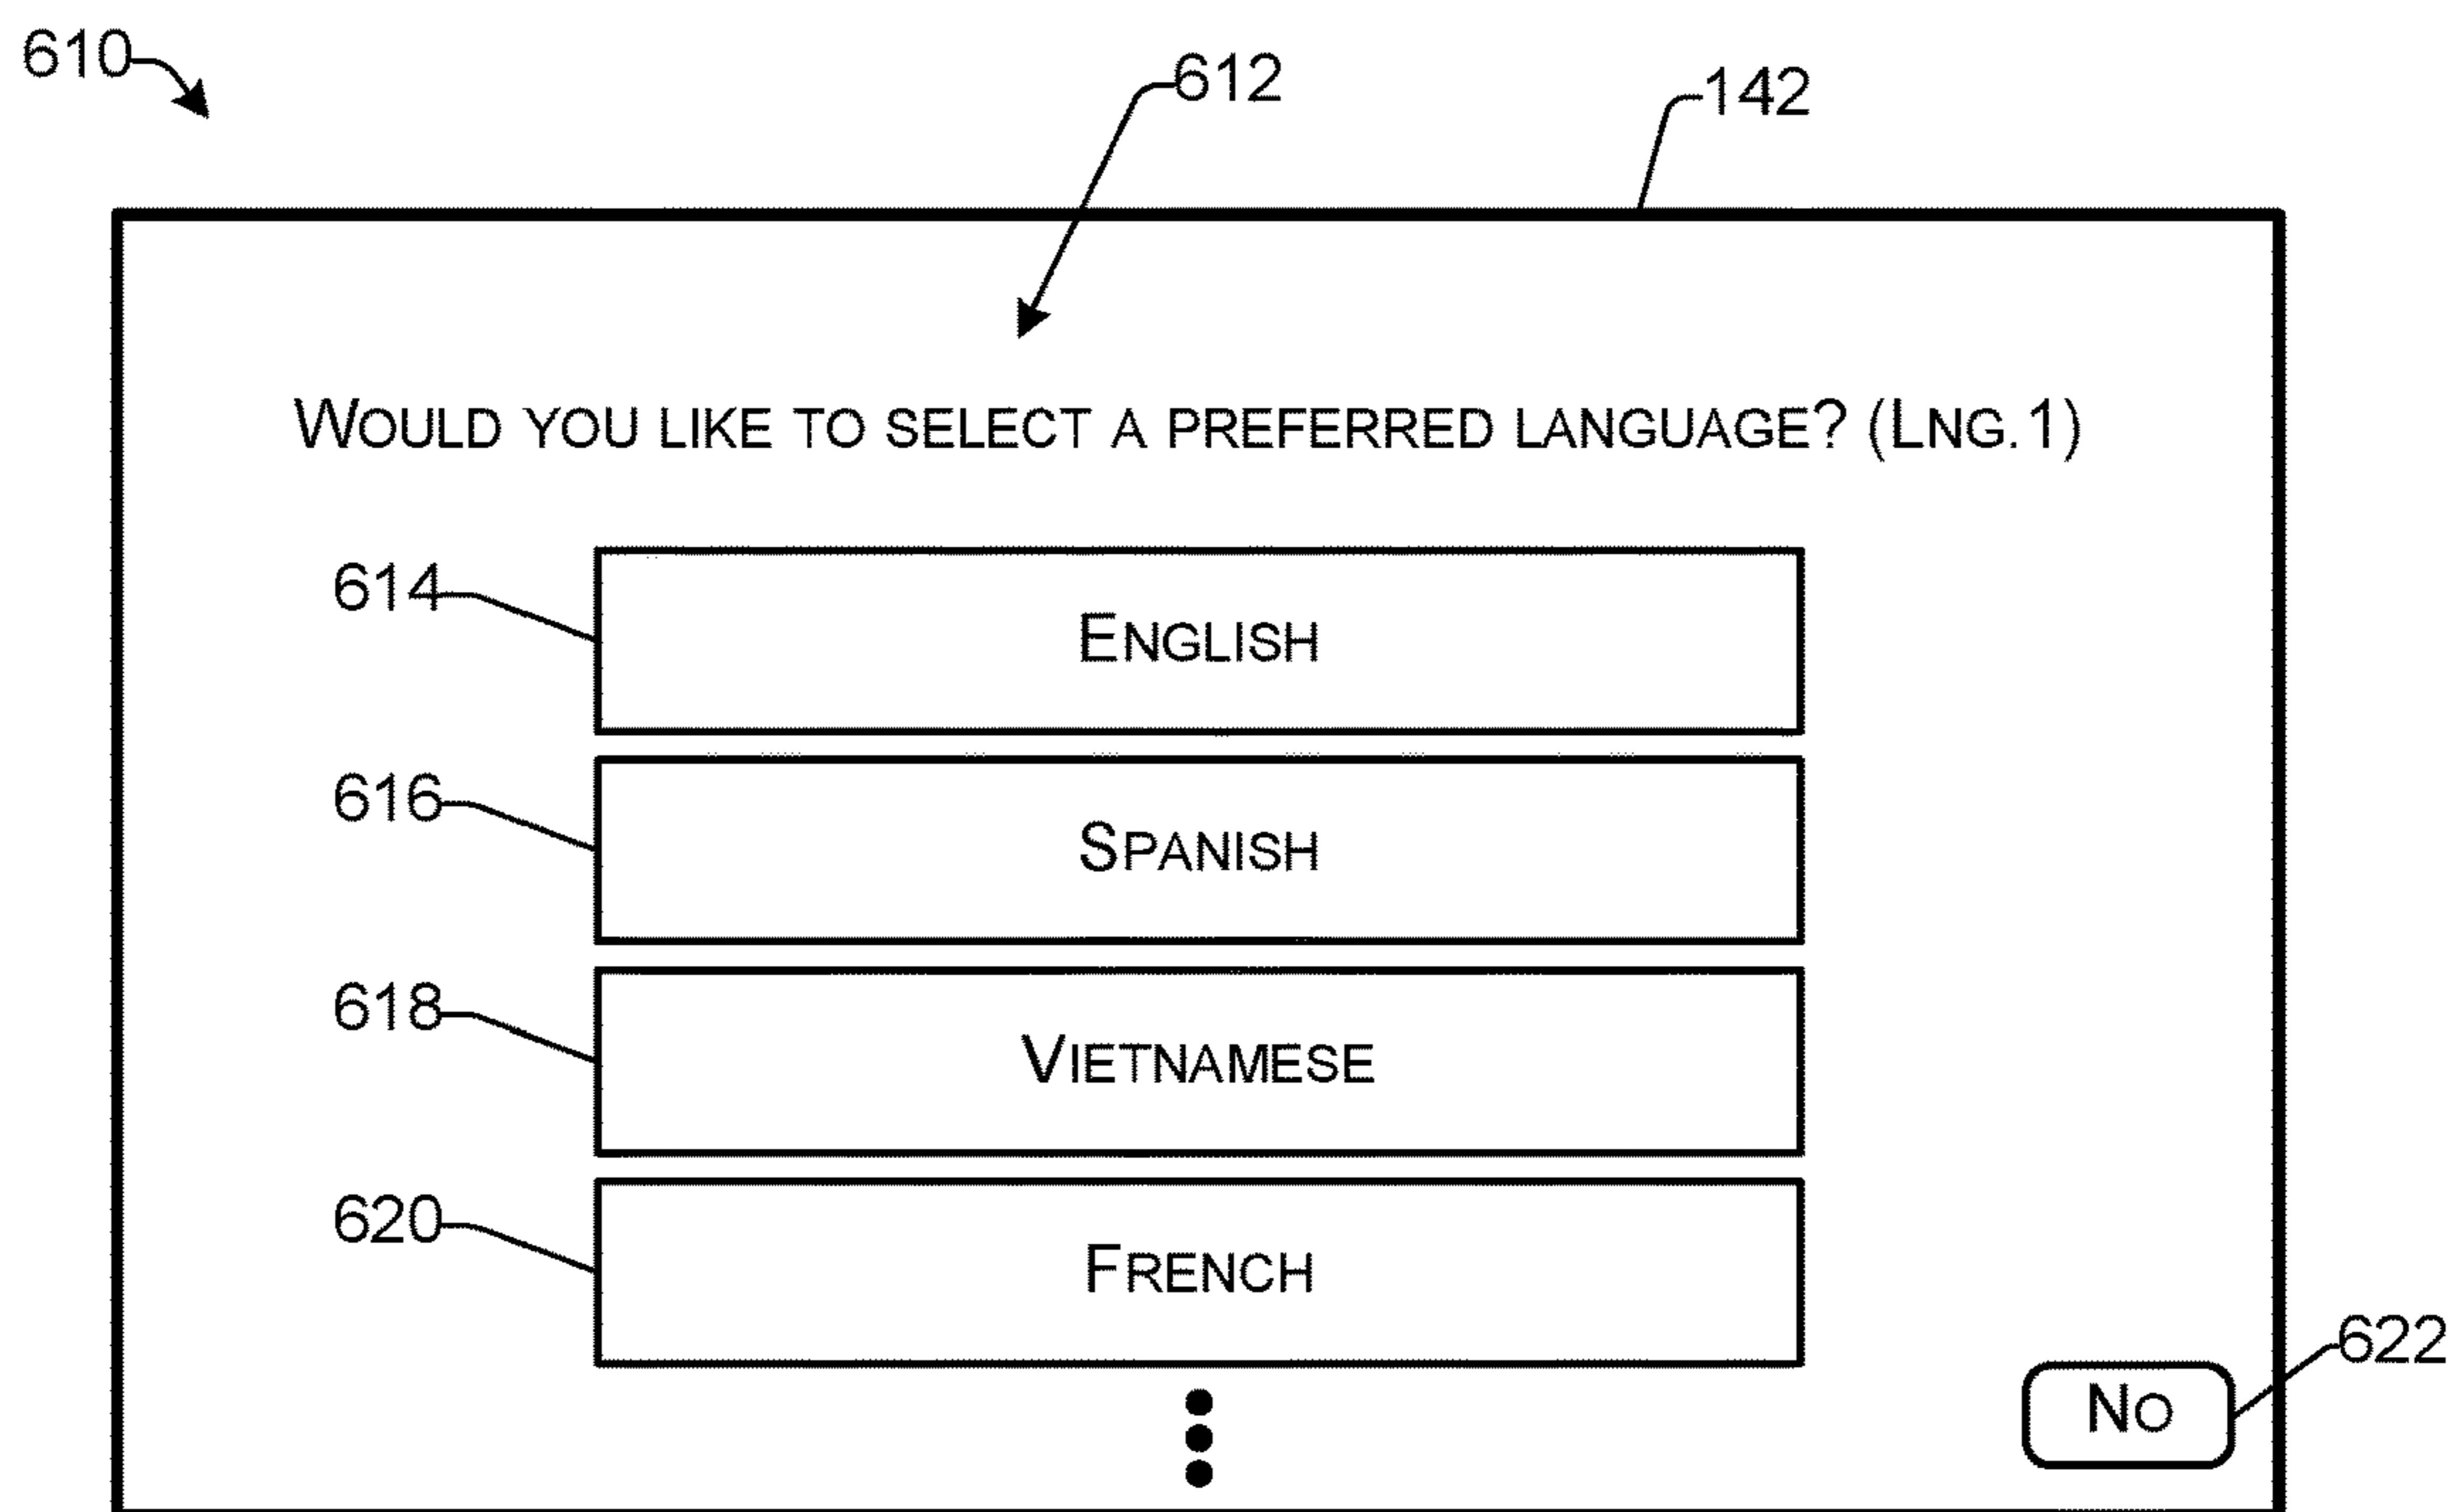 610
612
142
WOULD YOU LIKE TO SELECT A PREFERRED LANGUAGE? (LNG.1)
614
ENGLISH
616
SPANISH
618
VIETNAMESE
620
FRENCH
622
NO